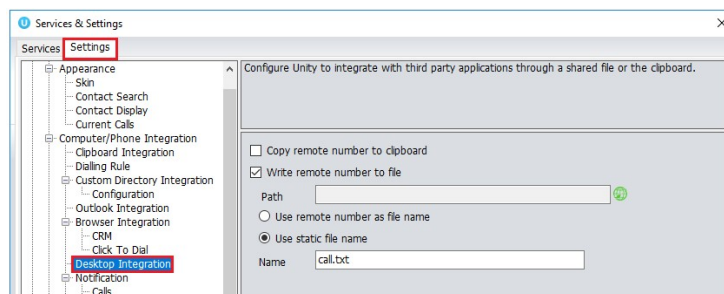 Services & Settings
Services Settings
Appearance
Skin
Contact Search
Contact Display
Current Calls
Computer/Phone Integration
Clipboard Integration
Dialling Rule
Custom Directory Integration
Configuration
Outlook Integration
Browser Integration
CRM
Click To Dial
Desktop Integration
Notification
Calls
Configure Unity to integrate with third party applications through a shared file or the clipboard.
Copy remote number to clipboard
Write remote number to file
Path
Use remote number as file name
Use static file name
Name call.txt